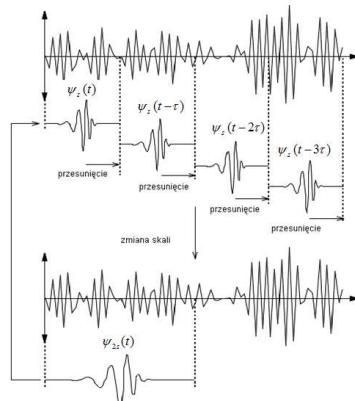 ψₛ(t)
ψₛ(t−τ)
ψₛ(t−2τ)
ψₛ(t−3τ)
przesunięcie
przesunięcie
przesunięcie
przesunięcie
zmiana skali
ψ₂ₛ(t)